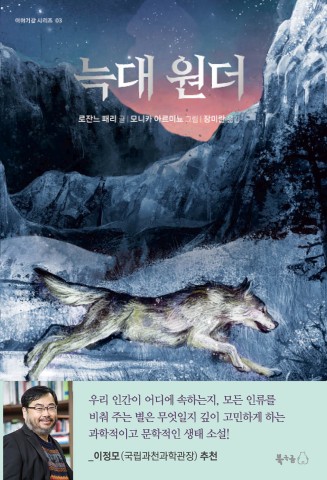 이야기강 시리즈 03
늑대 원더
로잔느 패리 글 | 모니카 아르미뇨 그림 | 장미란 옮김
우리 인간이 어디에 속하는지, 모든 인류를
비춰 주는 별은 무엇일지 깊이 고민하게 하는
과학적이고 문학적인 생태 소설!
_이정모(국립과천과학관장) 추천
북극곰